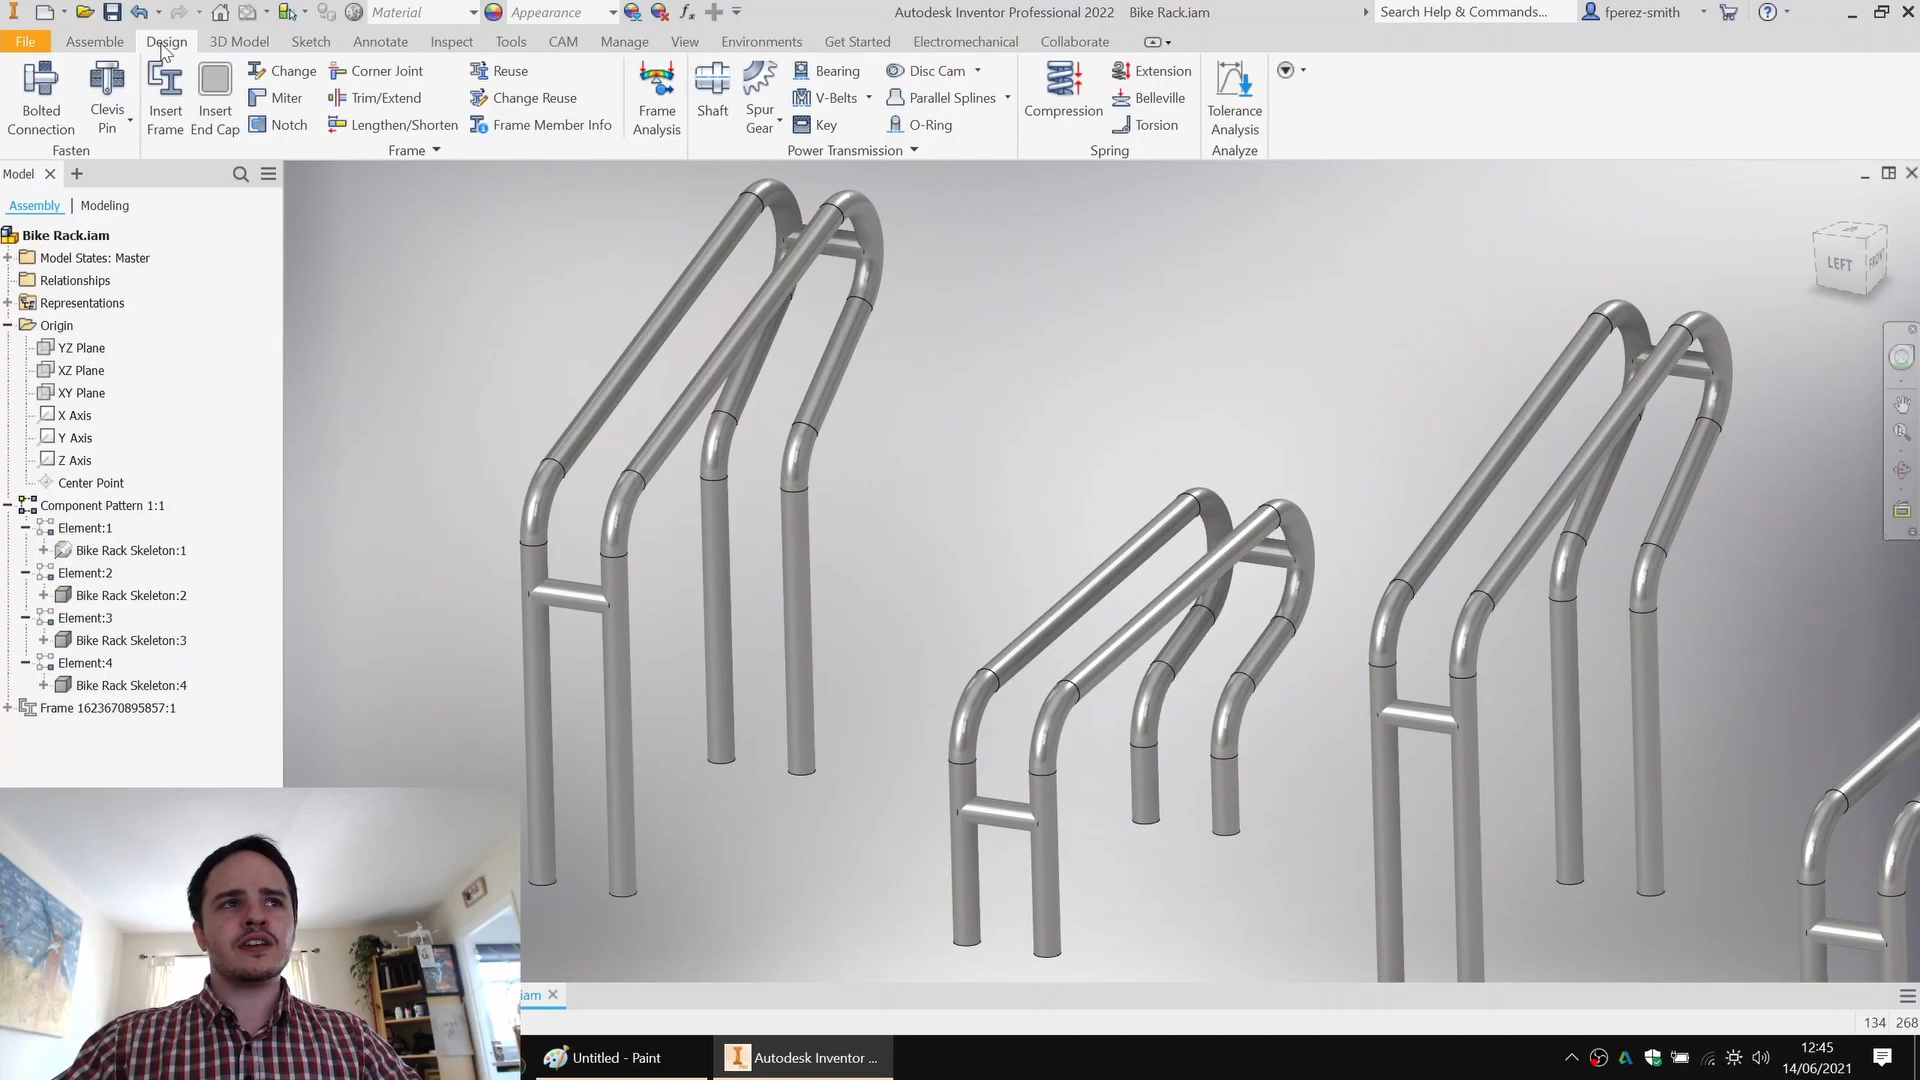 Material
Appearance
Autodesk Inventor Professional 2022 Bike Rack.iam
Search Help & Commands...
fperez-smith
File Assemble Design 3D Model Sketch Annotate Inspect Tools CAM Manage View Environments Get Started Electromechanical Collaborate
Bolted Connection
Clevis Pin
Fasten
Insert Frame
Insert End Cap
Change
Miter
Notch
Corner Joint
Trim/Extend
Lengthen/Shorten
Reuse
Change Reuse
Frame Member Info
Frame
Frame Analysis
Shaft
Spur Gear
Bearing
V-Belts
Key
Disc Cam
Parallel Splines
O-Ring
Power Transmission
Compression
Extension
Belleville
Torsion
Spring
Tolerance Analysis
Analyze
Model
Assembly | Modeling
Bike Rack.iam
Model States: Master
Relationships
Representations
Origin
YZ Plane
XZ Plane
XY Plane
X Axis
Y Axis
Z Axis
Center Point
Component Pattern 1:1
Element:1
Bike Rack Skeleton:1
Element:2
Bike Rack Skeleton:2
Element:3
Bike Rack Skeleton:3
Element:4
Bike Rack Skeleton:4
Frame 1623670895857:1
LEFT
FRONT
iam
134 268
Untitled - Paint
Autodesk Inventor ...
12:45
14/06/2021